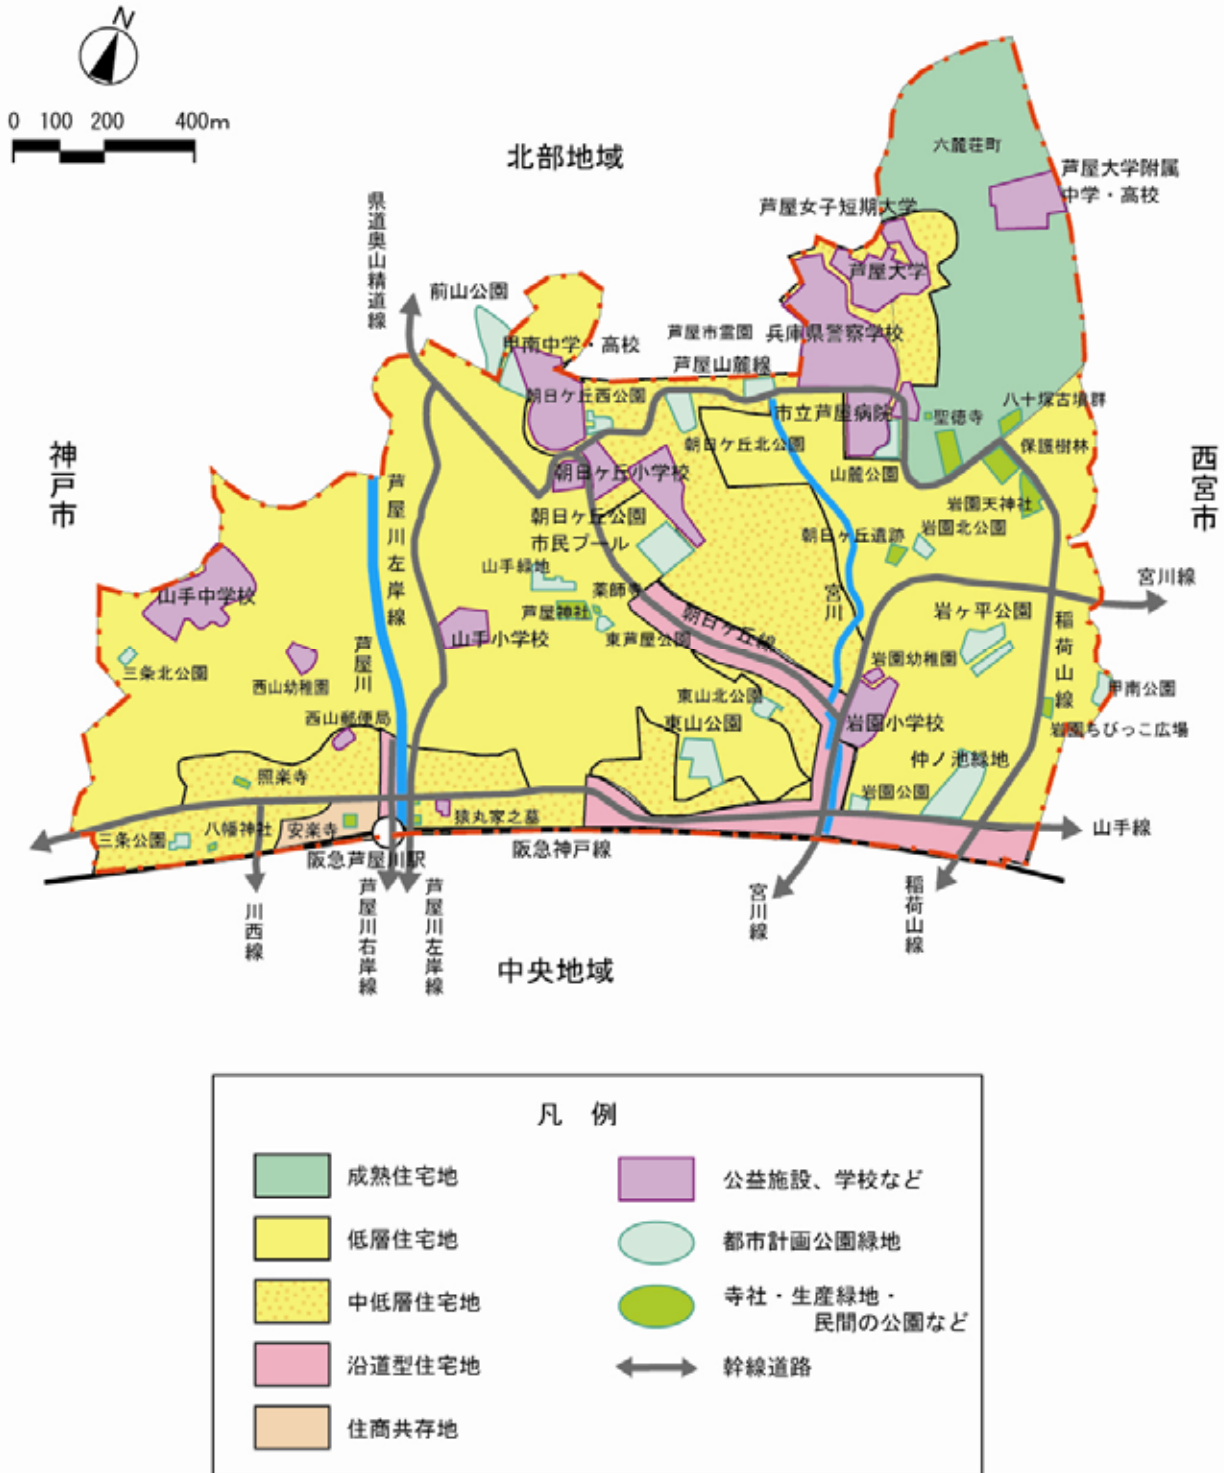 N
0 100 200 400m
北部地域
六麓荘町
芦屋大学附属
中学・高校
芦屋女子短期大学
県道奥山精道線
前山公園
芦屋大学
甲南中学・高校
芦屋市霊園
兵庫県警察学校
芦屋山麓線
朝日ケ丘西公園
市立芦屋病院
聖徳寺
八十塚古墳群
神戸市
朝日ケ丘北公園
保護樹林
西宮市
朝日ヶ丘小学校
山麓公園
芦屋川左岸線
岩園天神社
朝日ケ丘公園
市民プール
朝日ケ丘遺跡
岩園北公園
山手緑地
宮川線
山手中学校
薬師寺
芦屋神社
宮川
岩ヶ平公園
稲荷山線
朝日ケ丘線
山手小学校
東芦屋公園
芦屋川
三条北公園
西山幼稚園
岩園幼稚園
甲南公園
東山北公園
西山郵便局
東山公園
岩園小学校
岩園ちびっこ広場
仲ノ池緑地
照楽寺
岩園公園
三条公園
八幡神社
安楽寺
猿丸家之墓
山手線
阪急芦屋川駅
阪急神戸線
川西線
芦屋川右岸線
芦屋川左岸線
宮川線
稲荷山線
中央地域
凡 例
成熟住宅地
低層住宅地
中低層住宅地
沿道型住宅地
住商共存地
公益施設、学校など
都市計画公園緑地
寺社・生産緑地・
民間の公園など
幹線道路